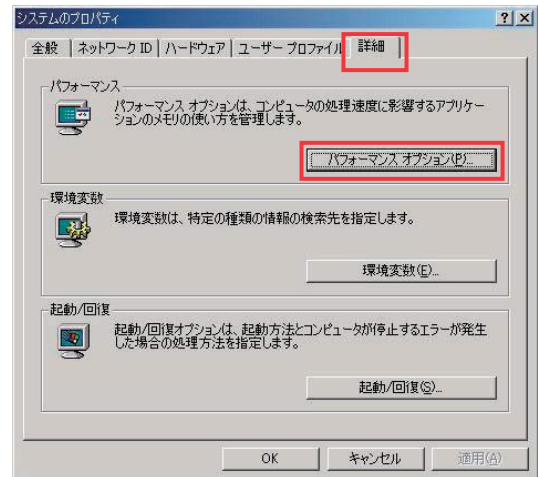 システムのプロパティ
全般 ネットワーク ID ハードウェア ユーザー プロファイル 詳細
パフォーマンス
パフォーマンス オプションは、コンピュータの処理速度に影響するアプリケー
ションのメモリの使い方を管理します。
パフォーマンス オプション(P)...
環境変数
環境変数は、特定の種類の情報の検索先を指定します。
環境変数(E)...
起動/回復
起動/回復オプションは、起動方法とコンピュータが停止するエラーが発生
した場合の処理方法を指定します。
起動/回復(S)...
OK キャンセル 適用(A)